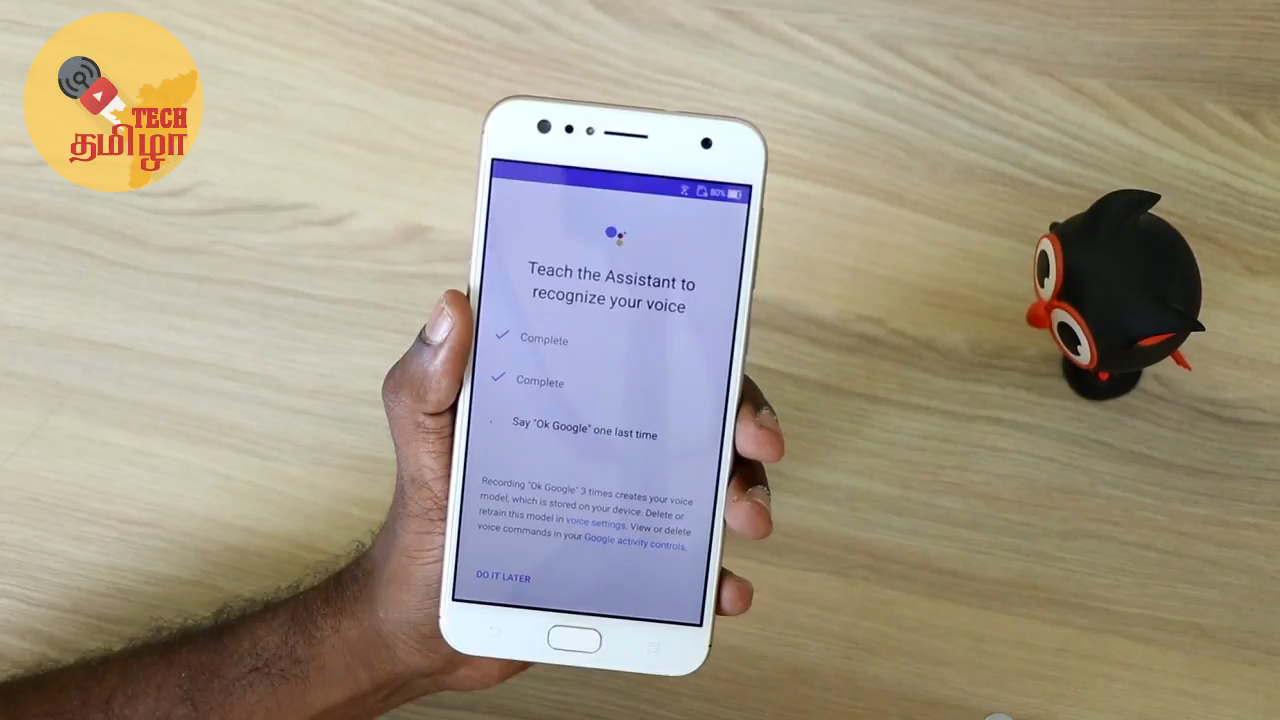 TECH
தமிழா
80%
Teach the Assistant to
recognize your voice
Complete
Complete
Say "Ok Google" one last time
Recording "Ok Google" 3 times creates your voice
model, which is stored on your device. Delete or
retrain this model in voice settings. View or delete
voice commands in your Google activity controls.
DO IT LATER